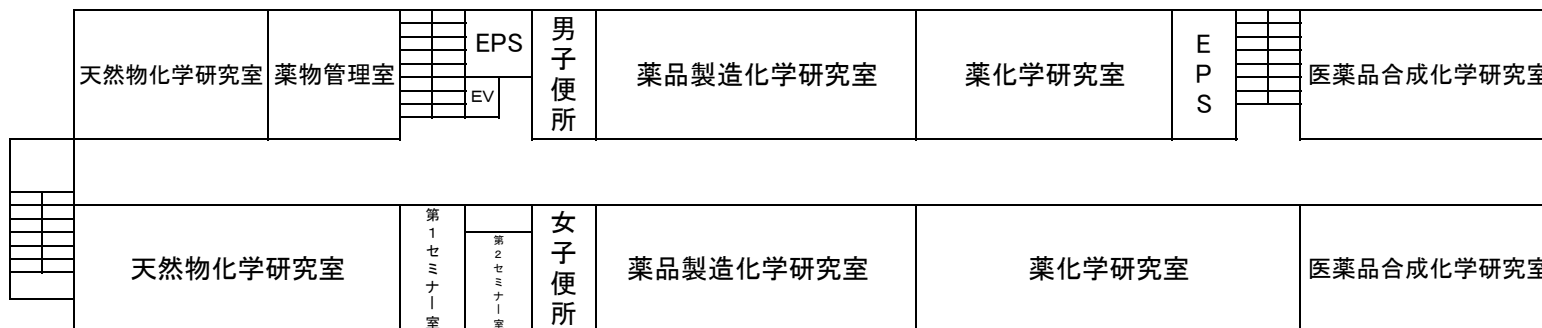 天然物化学研究室
薬物管理室
EPS
EV
男子便所
薬品製造化学研究室
薬化学研究室
EPS
医薬品合成化学研究室
天然物化学研究室
第1セミナー室
第2セミナー室
女子便所
薬品製造化学研究室
薬化学研究室
医薬品合成化学研究室